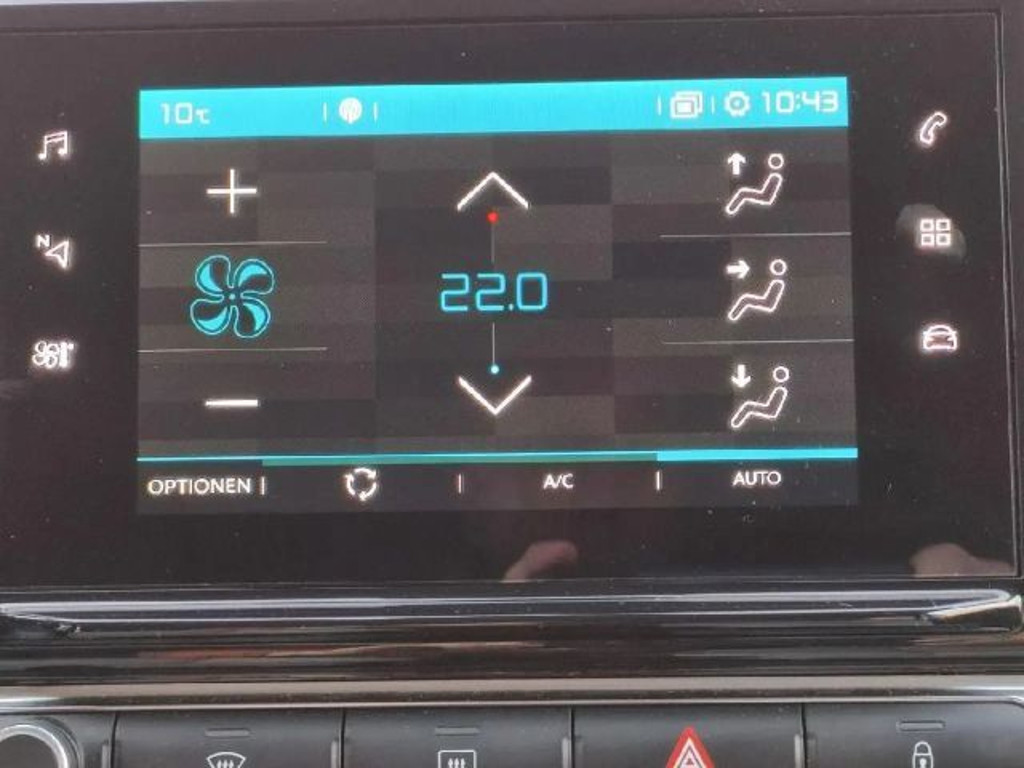 10°C 10:43
N
22.0
OPTIONEN A/C AUTO